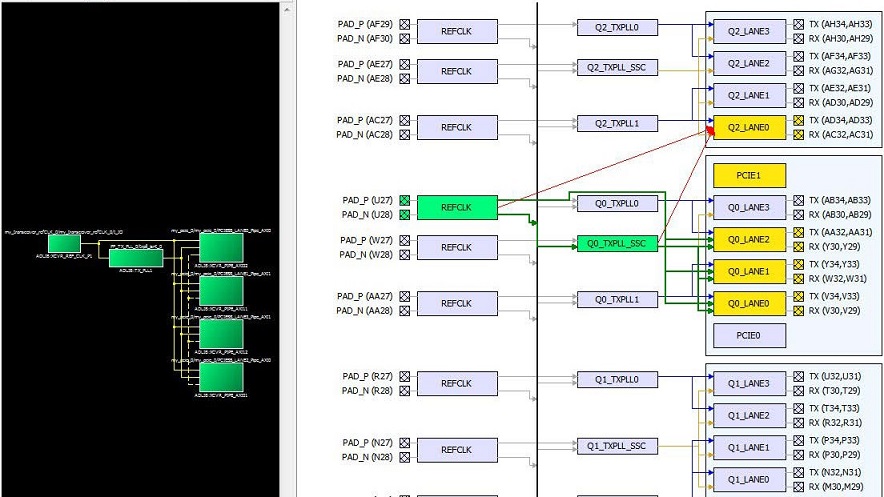 PAD_P (AF29)
PAD_N (AF30)
REFCLK
Q2_TXPLL0
Q2_LANE3
TX (AH34,AH33)
RX (AH30,AH29)
PAD_P (AE27)
PAD_N (AE28)
REFCLK
Q2_TXPLL_SSC
Q2_LANE2
TX (AF34,AF33)
RX (AG32,AG31)
Q2_LANE1
TX (AE32,AE31)
RX (AD30,AD29)
PAD_P (AC27)
PAD_N (AC28)
REFCLK
Q2_TXPLL1
Q2_LANE0
TX (AD34,AD33)
RX (AC32,AC31)
PCIE1
PAD_P (U27)
PAD_N (U28)
REFCLK
Q0_TXPLL0
Q0_LANE3
TX (AB34,AB33)
RX (AB30,AB29)
PAD_P (W27)
PAD_N (W28)
REFCLK
Q0_TXPLL_SSC
Q0_LANE2
TX (AA32,AA31)
RX (Y30,Y29)
Q0_LANE1
TX (Y34,Y33)
RX (W32,W31)
PAD_P (AA27)
PAD_N (AA28)
REFCLK
Q0_TXPLL1
Q0_LANE0
TX (V34,V33)
RX (V30,V29)
PCIE0
PAD_P (R27)
PAD_N (R28)
REFCLK
Q1_TXPLL0
Q1_LANE3
TX (U32,U31)
RX (T30,T29)
Q1_LANE2
TX (T34,T33)
RX (R32,R31)
PAD_P (N27)
PAD_N (N28)
REFCLK
Q1_TXPLL_SSC
Q1_LANE1
TX (P34,P33)
RX (P30,P29)
Q1_LANE0
TX (N32,N31)
RX (M30,M29)
ADLIB:XCVR_REF_CLK_P1
ADLIB:TX_PLL1